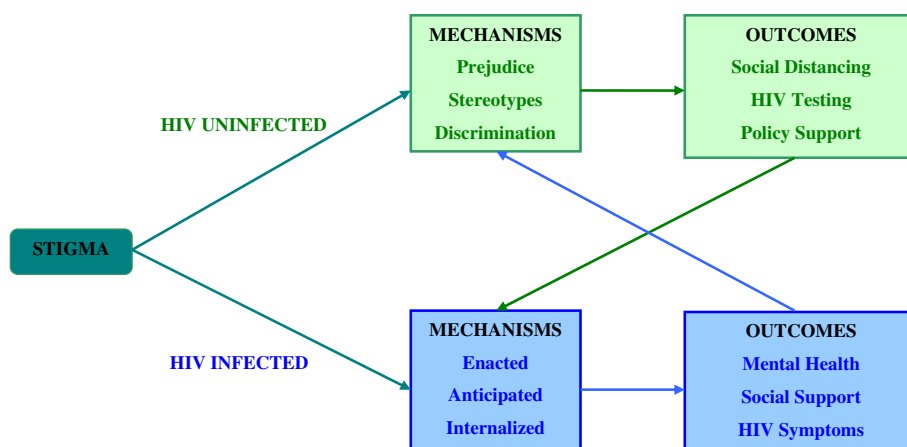 MECHANISMS
Prejudice
Stereotypes
Discrimination
OUTCOMES
Social Distancing
HIV Testing
Policy Support
HIV UNINFECTED
STIGMA
HIV INFECTED
MECHANISMS
Enacted
Anticipated
Internalized
OUTCOMES
Mental Health
Social Support
HIV Symptoms